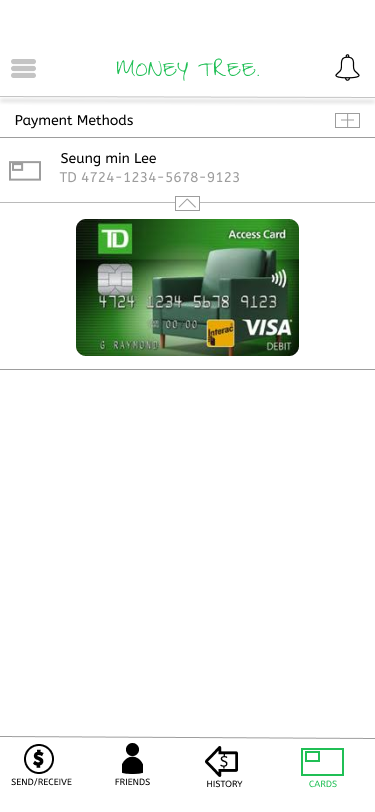 MONEY TREE.
Payment Methods
Seung min Lee
TD 4724-1234-5678-9123
TD
Access Card
4724 1234 5678 9123
00 00
Interac
VISA
DEBIT
G RAYMOND
$
$
SEND/RECEIVE
FRIENDS
HISTORY
CARDS